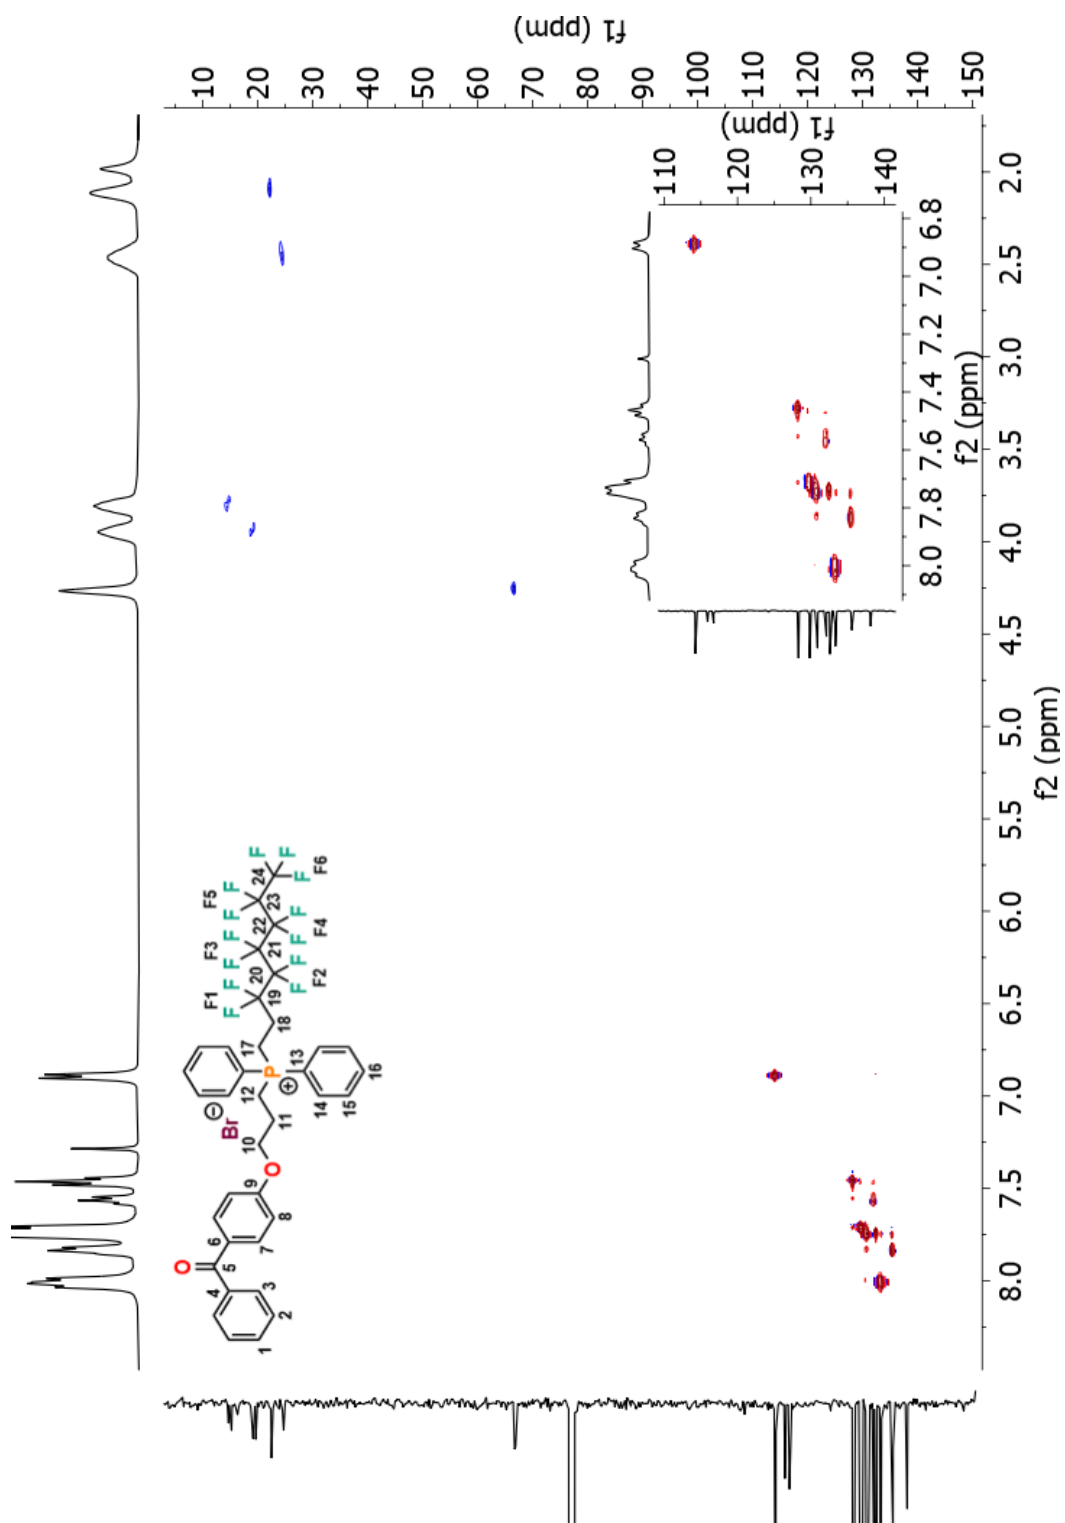 O
F1 F3 F5
6 ⊖
4 5 Br F F F F F F
10 12 17 20 22 24 F
9
1 3 7 O P 19 21 23
11
2 8 ⊕ 13 18 F F F F F F
14 F2 F4 F6
15
16
10
20
30
40
50
60
70
80
90
100
110
120
130
140
150
f1 (ppm)
110
120
130
140
f1 (ppm)
8.0 7.8 7.6 7.4 7.2 7.0 6.8
f2 (ppm)
8.0 7.5 7.0 6.5 6.0 5.5 5.0 4.5 4.0 3.5 3.0 2.5 2.0
f2 (ppm)